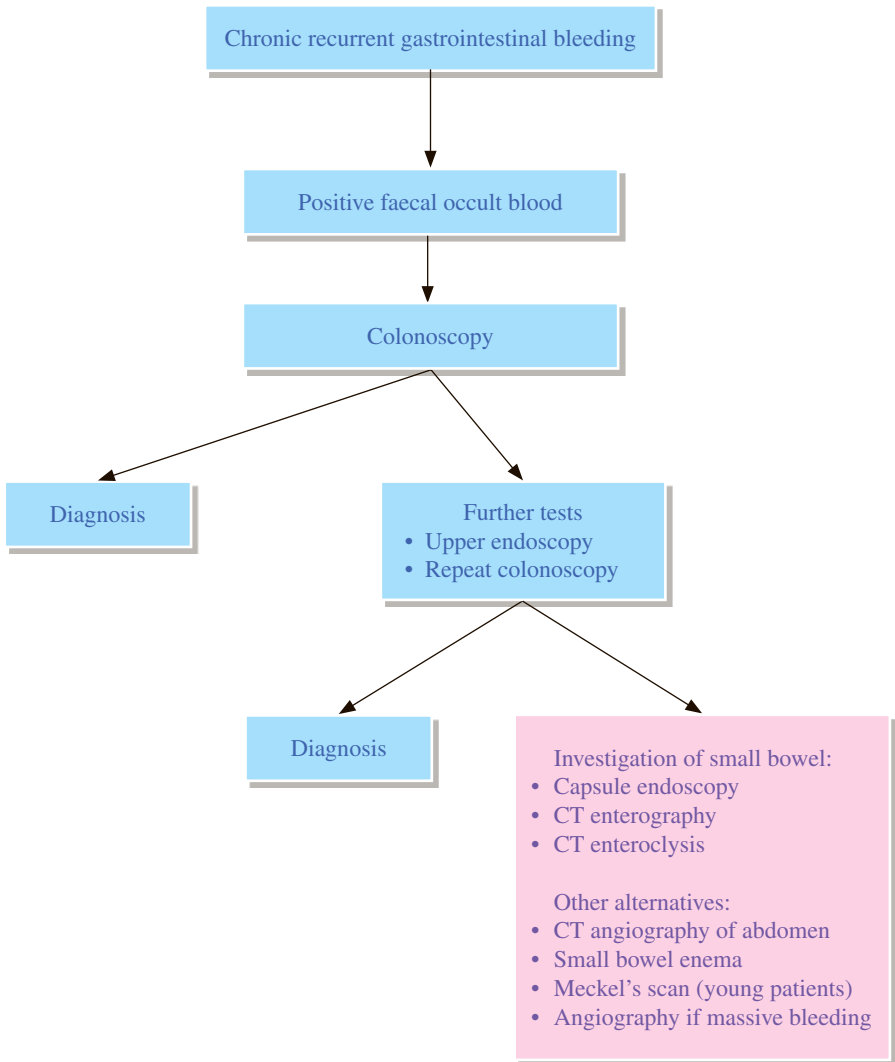 Chronic recurrent gastrointestinal bleeding
Positive faecal occult blood
Colonoscopy
Diagnosis
Further tests
• Upper endoscopy
• Repeat colonoscopy
Diagnosis
Investigation of small bowel:
• Capsule endoscopy
• CT enterography
• CT enteroclysis
Other alternatives:
• CT angiography of abdomen
• Small bowel enema
• Meckel’s scan (young patients)
• Angiography if massive bleeding